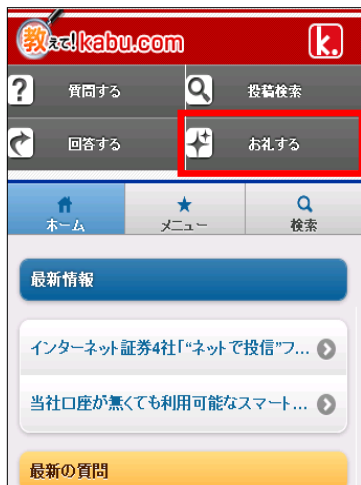 教えて!kabu.com
k.
? 質問する
投稿検索
回答する
お礼する
ホーム
メニュー
検索
最新情報
インターネット証券4社「“ネットで投信”フ...
当社口座が無くても利用可能なスマート...
最新の質問